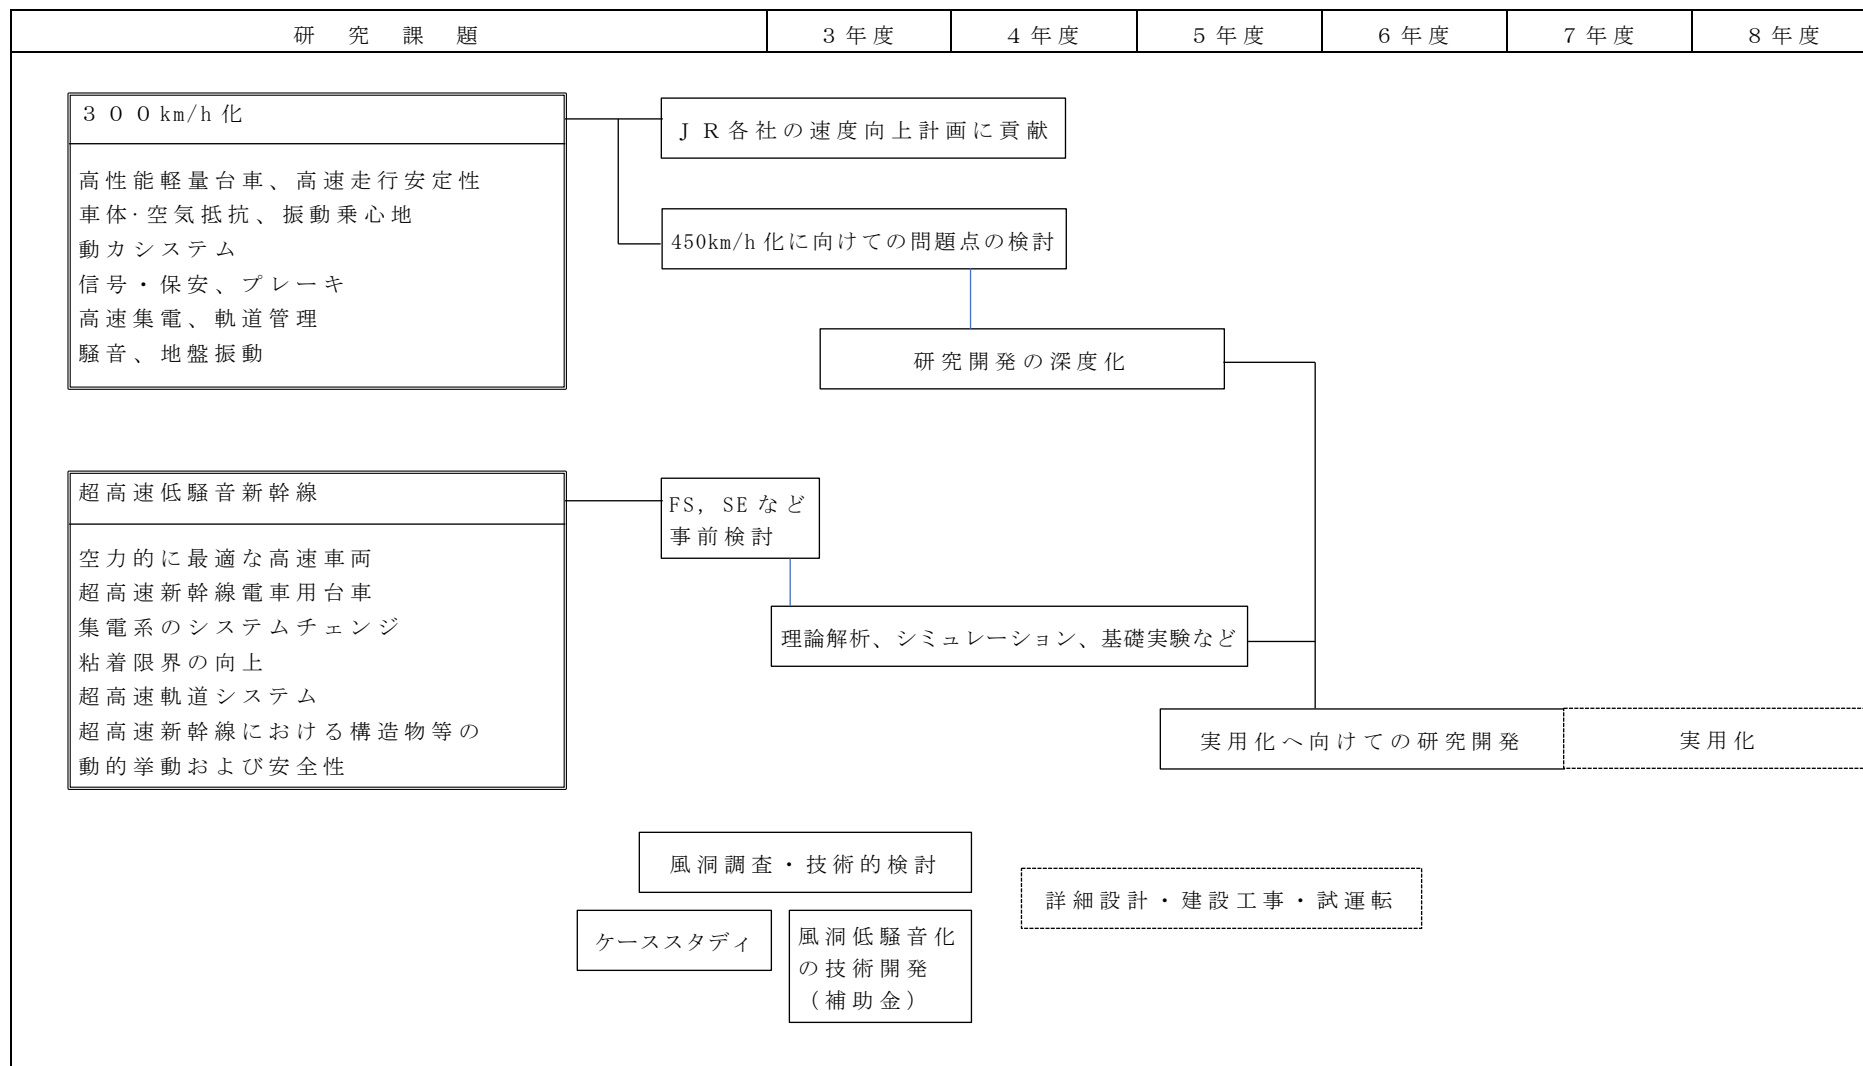 研究課題 3年度 4年度 5年度 6年度 7年度 8年度
３００km/h化
高性能軽量台車、高速走行安定性
車体･空気抵抗、振動乗心地
動カシステム
信号・保安、プレーキ
高速集電、軌道管理
騒音、地盤振動
ＪＲ各社の速度向上計画に貢献
450km/h化に向けての問題点の検討
研究開発の深度化
超高速低騒音新幹線
空力的に最適な高速車両
超高速新幹線電車用台車
集電系のシステムチェンジ
粘着限界の向上
超高速軌道システム
超高速新幹線における構造物等の
動的挙動および安全性
FS, SEなど
事前検討
理論解析、シミュレーション、基礎実験など
実用化へ向けての研究開発
実用化
風洞調査・技術的検討
ケーススタディ
風洞低騒音化
の技術開発
（補助金）
詳細設計・建設工事・試運転